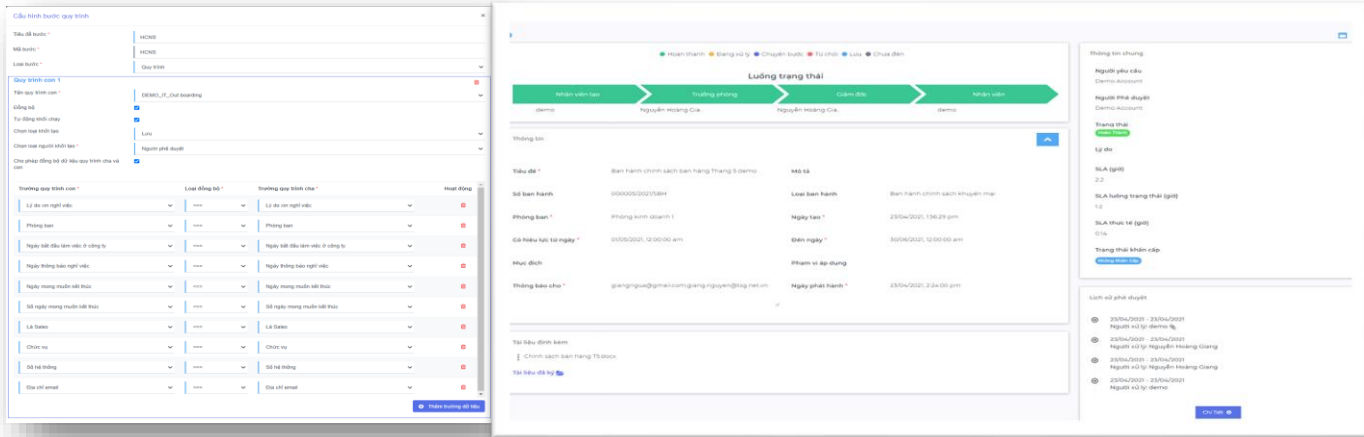 Cấu hình bước quy trình
Tiêu đề bước *
HCNS
Mã bước *
HCNS
Loại bước *
Quy trình
Quy trình con 1
Tên quy trình con *
DEMO_IT_Out boarding
Đồng bộ
Tự động khởi chạy
Chọn loại khởi tạo *
Lưu
Chọn loại người khởi tạo *
Người phê duyệt
Cho phép đồng bộ dữ liệu quy trình cha và con
Trường quy trình con * Loại đồng bộ * Trường quy trình cha * Hoạt động
Lý do xin nghỉ việc Lý do xin nghỉ việc
Phòng ban Phòng ban
Ngày bắt đầu làm việc ở công ty Ngày bắt đầu làm việc ở công ty
Ngày thông báo nghỉ việc Ngày thông báo nghỉ việc
Ngày mong muốn kết thúc Ngày mong muốn kết thúc
Số ngày mong muốn kết thúc Số ngày mong muốn kết thúc
Là Sales Là Sales
Chức vụ Chức vụ
Số hệ thống Số hệ thống
Địa chỉ email Địa chỉ email
Thêm trường dữ liệu
Hoàn thành Đang xử lý Chuyển bước Từ chối Lưu Chưa đến
Luồng trạng thái
Nhân viên tạo Trưởng phòng Giám đốc Nhân viên
demo Nguyễn Hoàng Gia... Nguyễn Hoàng Gia... demo
Thông tin
Tiêu đề * Ban hành chính sách bán hàng Tháng 5 demo Mô tả
Số ban hành 000005/2021/SBH Loại ban hành Ban hành chính sách khuyến mại
Phòng ban * Phòng kinh doanh 1 Ngày tạo * 23/04/2021, 1:56:29 pm
Có hiệu lực từ ngày * 01/05/2021, 12:00:00 am Đến ngày * 30/06/2021, 12:00:00 am
Mục đích Phạm vi áp dụng
Thông báo cho * Ngày phát hành * 23/04/2021, 2:24:00 pm
Tài liệu đính kèm
Chính sách bán hàng T5.docx
Tài liệu đã ký
Thông tin chung
Người yêu cầu
Demo Account
Người Phê duyệt
Demo Account
Trạng thái
Hoàn Thành
Lý do
SLA (giờ)
2.2
SLA luồng trạng thái (giờ)
1.2
SLA thực tế (giờ)
0.14
Trạng thái khẩn cấp
Không Khẩn Cấp
Lịch sử phê duyệt
23/04/2021 - 23/04/2021
Người xử lý: demo
23/04/2021 - 23/04/2021
Người xử lý: Nguyễn Hoàng Giang
23/04/2021 - 23/04/2021
Người xử lý: Nguyễn Hoàng Giang
23/04/2021 - 23/04/2021
Người xử lý: demo
Chi Tiết